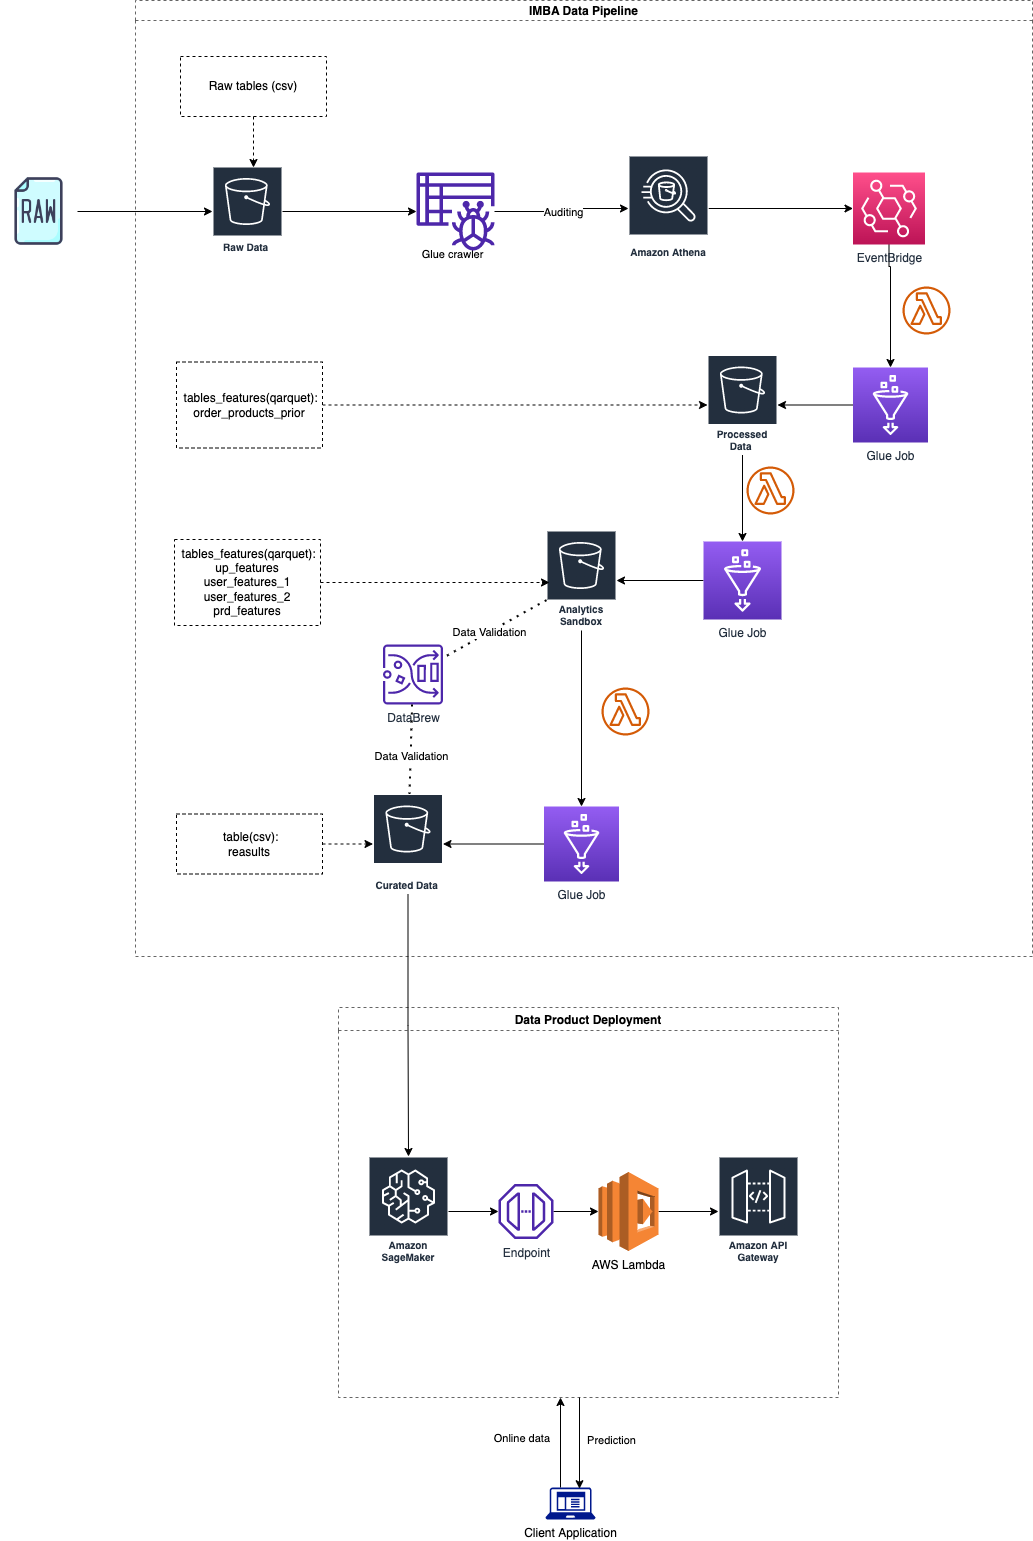 IMBA Data Pipeline
Raw tables (csv)
RAW
Raw Data
Glue crawler
Auditing
Amazon Athena
EventBridge
tables_features(qarquet):
order_products_prior
Processed
Data
Glue Job
tables_features(qarquet):
up_features
user_features_1
user_features_2
prd_features
Analytics
Sandbox
Glue Job
Data Validation
DataBrew
Data Validation
table(csv):
reasults
Curated Data
Glue Job
Data Product Deployment
Amazon
SageMaker
Endpoint
AWS Lambda
Amazon API
Gateway
Online data
Prediction
Client Application